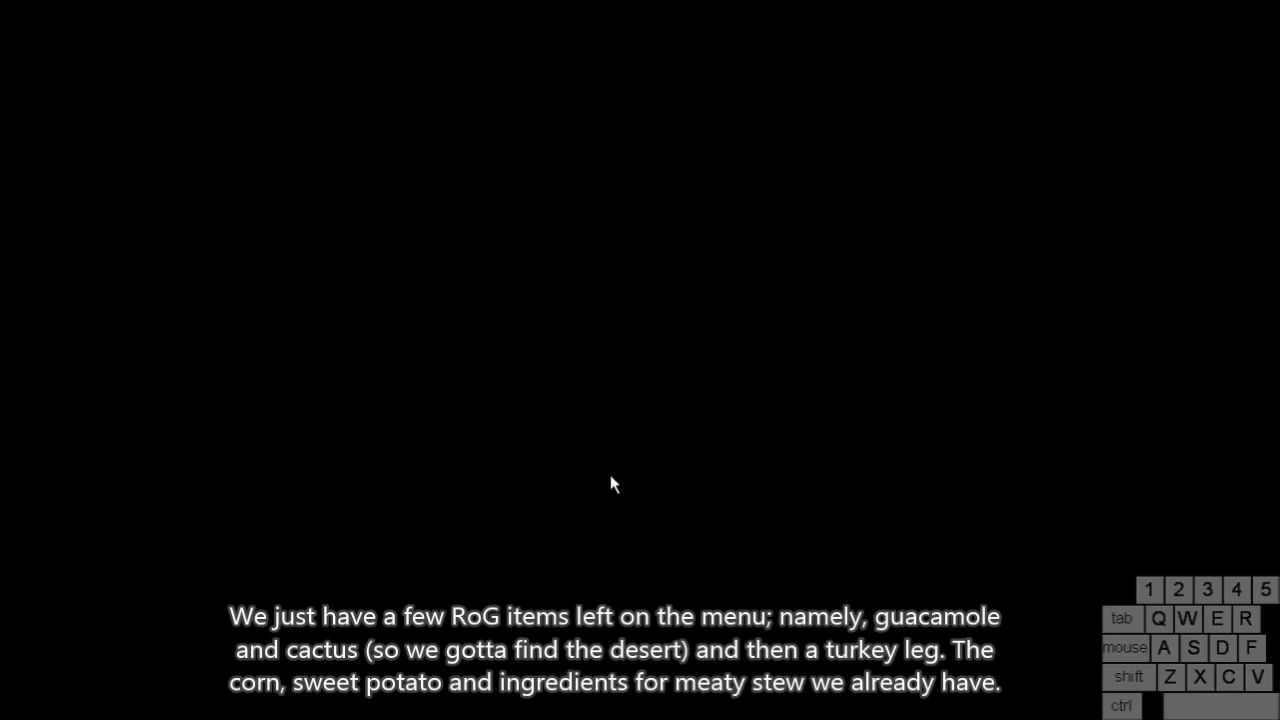 We just have a few RoG items left on the menu; namely, guacamole
and cactus (so we gotta find the desert) and then a turkey leg. The
corn, sweet potato and ingredients for meaty stew we already have.
1 2 3 4 5
tab Q W E R
mouse A S D F
shift Z X C V
ctrl